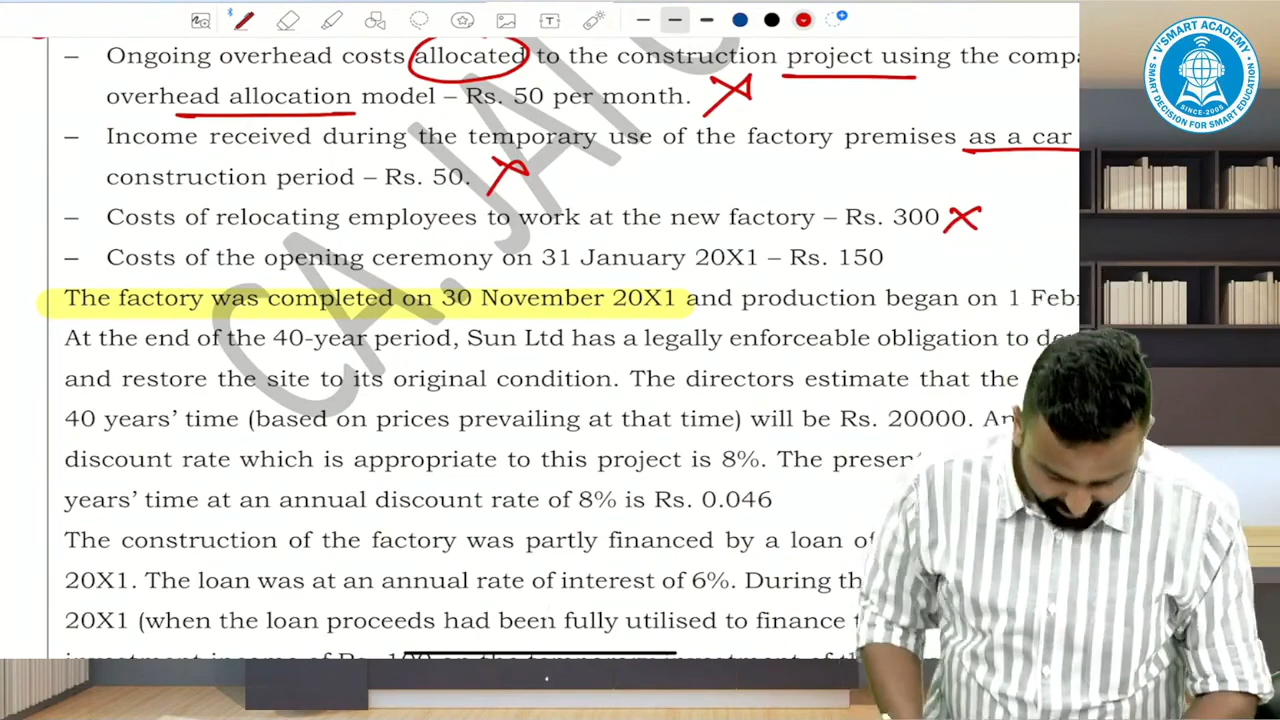 – Ongoing overhead costs allocated to the construction project using the
overhead allocation model – Rs. 50 per month.
– Income received during the temporary use of the factory premises as a car
construction period – Rs. 50.
– Costs of relocating employees to work at the new factory – Rs. 300
– Costs of the opening ceremony on 31 January 20X1 – Rs. 150
The factory was completed on 30 November 20X1 and production began on 1
At the end of the 40-year period, Sun Ltd has a legally enforceable obligation to
and restore the site to its original condition. The directors estimate that the
40 years’ time (based on prices prevailing at that time) will be Rs. 20000.
discount rate which is appropriate to this project is 8%. The
years’ time at an annual discount rate of 8% is Rs. 0.046
The construction of the factory was partly financed by a loan
20X1. The loan was at an annual rate of interest of 6%. During
20X1 (when the loan proceeds had been fully utilised to finance
V'SMART ACADEMY
SMART DECISION FOR SMART EDUCATION
SINCE-2005
CA. JAI